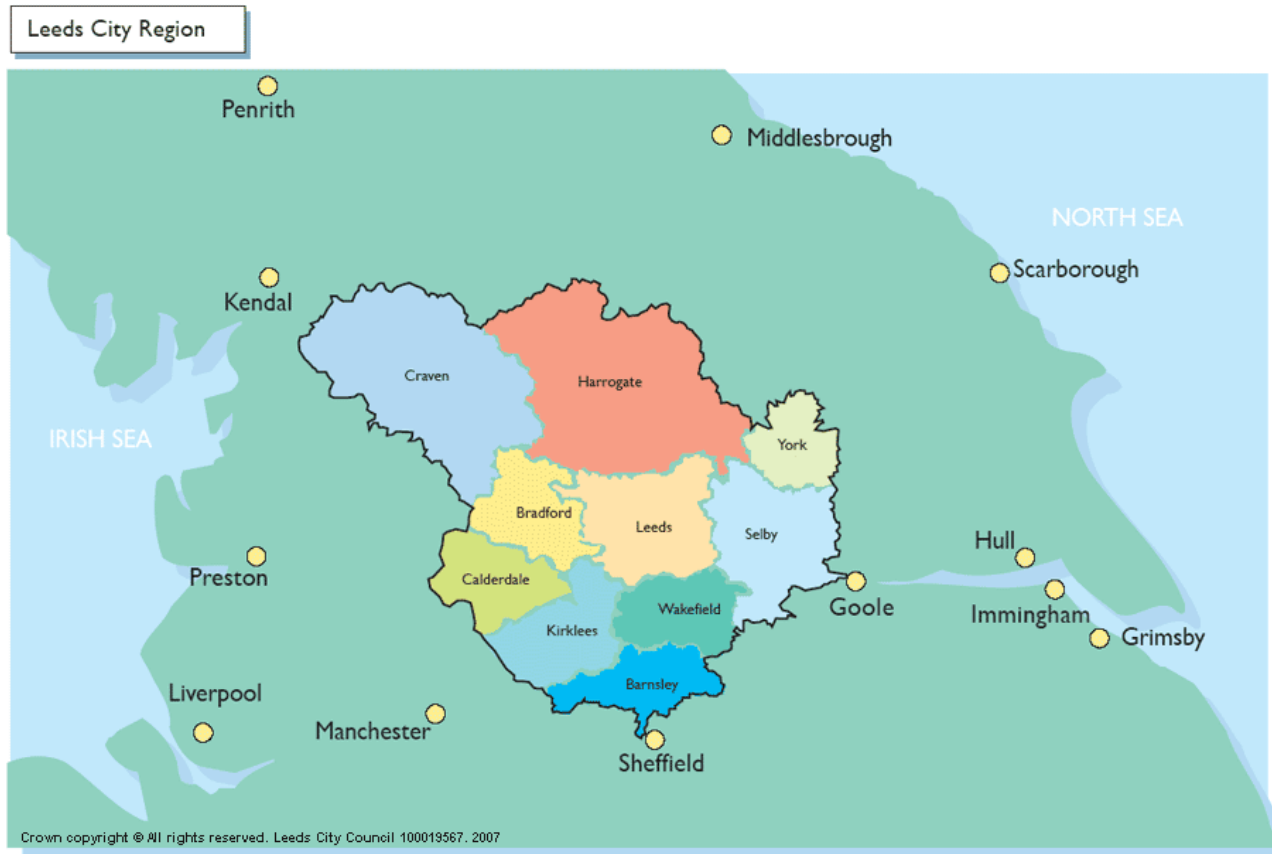 Leeds City Region
Penrith
Middlesbrough
NORTH SEA
Scarborough
Kendal
Craven
Harrogate
IRISH SEA
York
Bradford
Leeds
Selby
Hull
Preston
Calderdale
Goole
Wakefield
Immingham
Kirklees
Grimsby
Barnsley
Liverpool
Manchester
Sheffield
Crown copyright © All rights reserved. Leeds City Council 100019567. 2007